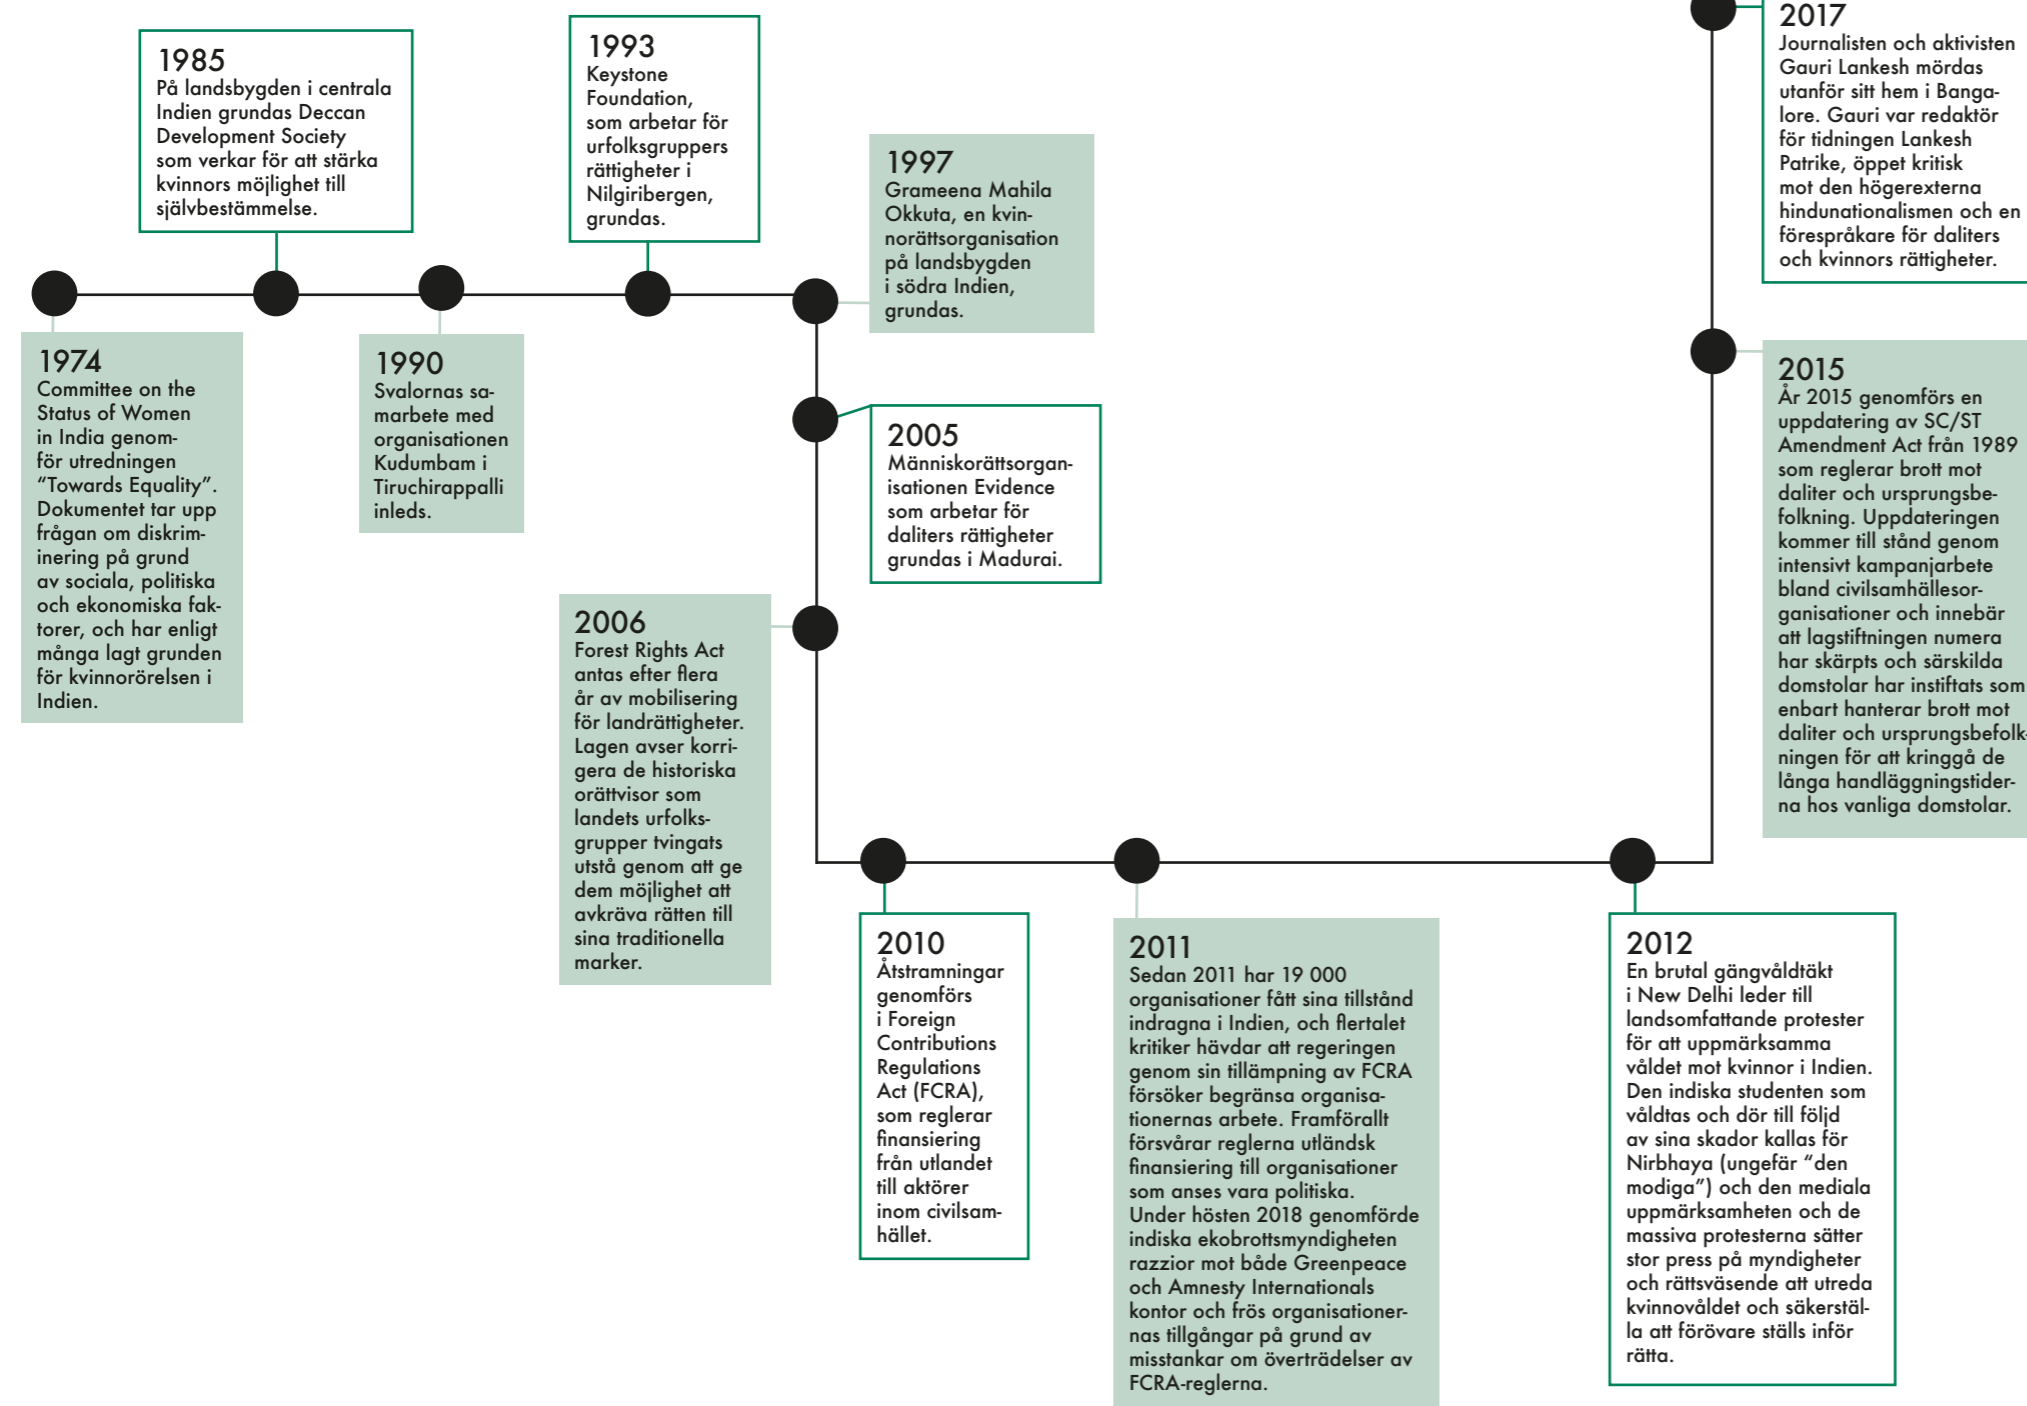 1974
Committee on the
Status of Women
in India genom-
för utredningen
“Towards Equality”.
Dokumentet tar upp
frågan om diskrim-
inering på grund
av sociala, politiska
och ekonomiska fak-
torer, och har enligt
många lagt grunden
för kvinnorörelsen i
Indien.
1985
På landsbygden i centrala
Indien grundas Deccan
Development Society
som verkar för att stärka
kvinnors möjlighet till
självbestämmelse.
1990
Svalornas sa-
marbete med
organisationen
Kudumbam i
Tiruchirappalli
inleds.
1993
Keystone
Foundation,
som arbetar för
urfolksgruppers
rättigheter i
Nilgiribergen,
grundas.
1997
Grameena Mahila
Okkuta, en kvin-
norättsorganisation
på landsbygden
i södra Indien,
grundas.
2005
Människorättsorgan-
isationen Evidence
som arbetar för
daliters rättigheter
grundas i Madurai.
2006
Forest Rights Act
antas efter flera
år av mobilisering
för landrättigheter.
Lagen avser korri-
gera de historiska
orättvisor som
landets urfolks-
grupper tvingats
utstå genom att ge
dem möjlighet att
avkräva rätten till
sina traditionella
marker.
2010
Åtstramningar
genomförs
i Foreign
Contributions
Regulations
Act (FCRA),
som reglerar
finansiering
från utlandet
till aktörer
inom civilsam-
hället.
2011
Sedan 2011 har 19 000
organisationer fått sina tillstånd
indragna i Indien, och flertalet
kritiker hävdar att regeringen
genom sin tillämpning av FCRA
försöker begränsa organisa-
tionernas arbete. Framförallt
försvårar reglerna utländsk
finansiering till organisationer
som anses vara politiska.
Under hösten 2018 genomförde
indiska ekobrottsmyndigheten
razzior mot både Greenpeace
och Amnesty Internationals
kontor och frös organisationer-
nas tillgångar på grund av
misstankar om överträdelser av
FCRA-reglerna.
2012
En brutal gängvåldtäkt
i New Delhi leder till
landsomfattande protester
för att uppmärksamma
våldet mot kvinnor i Indien.
Den indiska studenten som
våldtas och dör till följd
av sina skador kallas för
Nirbhaya (ungefär “den
modiga”) och den mediala
uppmärksamheten och de
massiva protesterna sätter
stor press på myndigheter
och rättsväsende att utreda
kvinnovåldet och säkerstäl-
la att förövare ställs inför
rätta.
2015
År 2015 genomförs en
uppdatering av SC/ST
Amendment Act från 1989
som reglerar brott mot
daliter och ursprungsbe-
folkning. Uppdateringen
kommer till stånd genom
intensivt kampanjarbete
bland civilsamhällesor-
ganisationer och innebär
att lagstiftningen numera
har skärpts och särskilda
domstolar har instiftats som
enbart hanterar brott mot
daliter och ursprungsbefolk-
ningen för att kringgå de
långa handläggningstider-
na hos vanliga domstolar.
2017
Journalisten och aktivisten
Gauri Lankesh mördas
utanför sitt hem i Banga-
lore. Gauri var redaktör
för tidningen Lankesh
Patrike, öppet kritisk
mot den högerexterna
hindunationalismen och en
förespråkare för daliters
och kvinnors rättigheter.